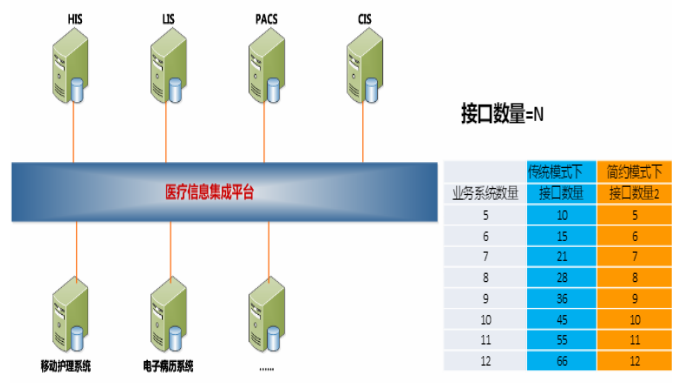 HIS LIS PACS CIS
医疗信息集成平台
移动护理系统 电子病历系统 ......
接口数量=N
传统模式下 简约模式下
业务系统数量 接口数量 接口数量2
5 10 5
6 15 6
7 21 7
8 28 8
9 36 9
10 45 10
11 55 11
12 66 12